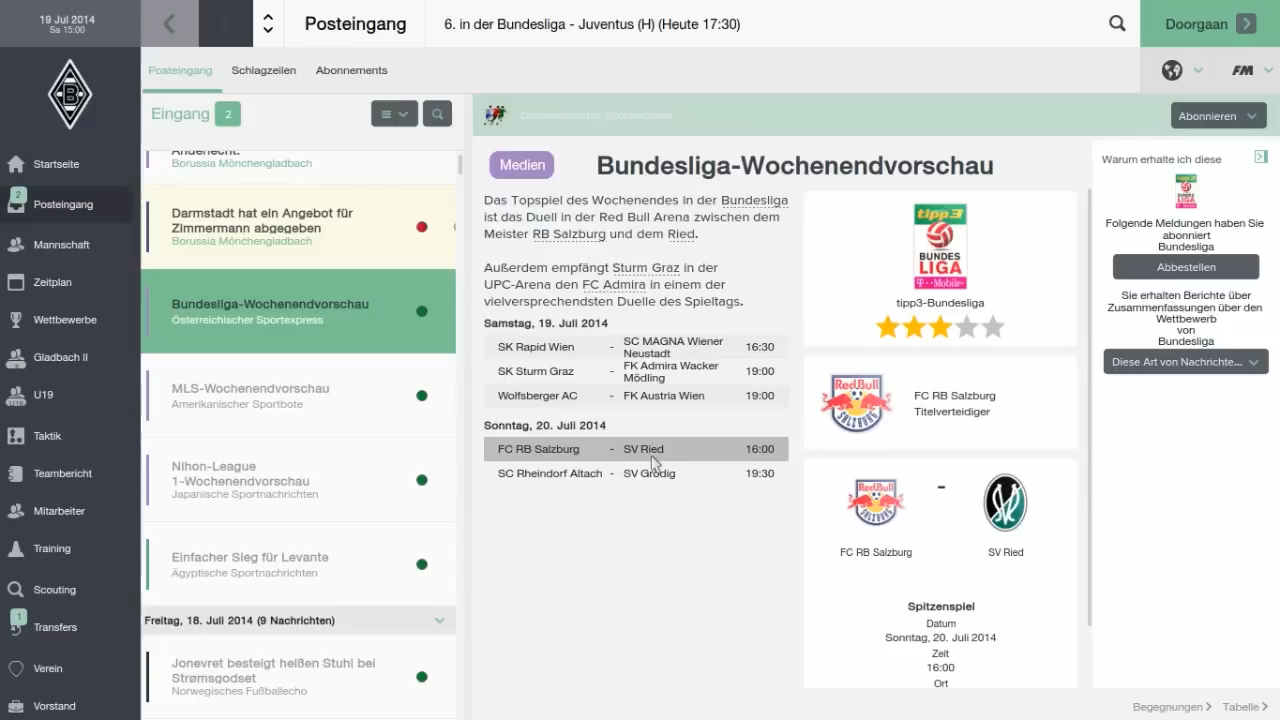 19 Jul 2014
Sa 15:00
Posteingang
6. in der Bundesliga - Juventus (H) (Heute 17:30)
Doorgaan
Posteingang
Schlagzeilen
Abonnements
FM
Eingang 2
Österreichischer Sportexpress
Abonnieren
Startseite
2
Posteingang
Mannschaft
Zeitplan
Wettbewerbe
Gladbach II
U19
Taktik
Teambericht
Mitarbeiter
Training
Scouting
1
Transfers
Verein
Vorstand
Anderlecht.
Borussia Mönchengladbach
Darmstadt hat ein Angebot für
Zimmermann abgegeben
Borussia Mönchengladbach
Bundesliga-Wochenendvorschau
Österreichischer Sportexpress
MLS-Wochenendvorschau
Amerikanischer Sportbote
Nihon-League
1-Wochenendvorschau
Japanische Sportnachrichten
Einfacher Sieg für Levante
Ägyptische Sportnachrichten
Freitag, 18. Juli 2014 (9 Nachrichten)
Jonevret besteigt heißen Stuhl bei
Strømsgodset
Norwegisches Fußballecho
Medien
Bundesliga-Wochenendvorschau
Das Topspiel des Wochenendes in der Bundesliga
ist das Duell in der Red Bull Arena zwischen dem
Meister RB Salzburg und dem Ried.
Außerdem empfängt Sturm Graz in der
UPC-Arena den FC Admira in einem der
vielversprechendsten Duelle des Spieltags.
Samstag, 19. Juli 2014
SK Rapid Wien - SC MAGNA Wiener Neustadt 16:30
SK Sturm Graz - FK Admira Wacker Mödling 19:00
Wolfsberger AC - FK Austria Wien 19:00
Sonntag, 20. Juli 2014
FC RB Salzburg - SV Ried 16:00
SC Rheindorf Altach - SV Grödig 19:30
tipp3
BUNDES
LIGA
T··Mobile·
tipp3-Bundesliga
RedBull
SALZBURG
FC RB Salzburg
Titelverteidiger
RedBull
SALZBURG
-
FC RB Salzburg
SV Ried
Spitzenspiel
Datum
Sonntag, 20. Juli 2014
Zeit
16:00
Ort
Warum erhalte ich diese
Folgende Meldungen haben Sie
abonniert
Bundesliga
Abbestellen
Sie erhalten Berichte über
Zusammenfassungen über den
Wettbewerb
von
Bundesliga
Diese Art von Nachrichte...
Begegnungen
Tabelle